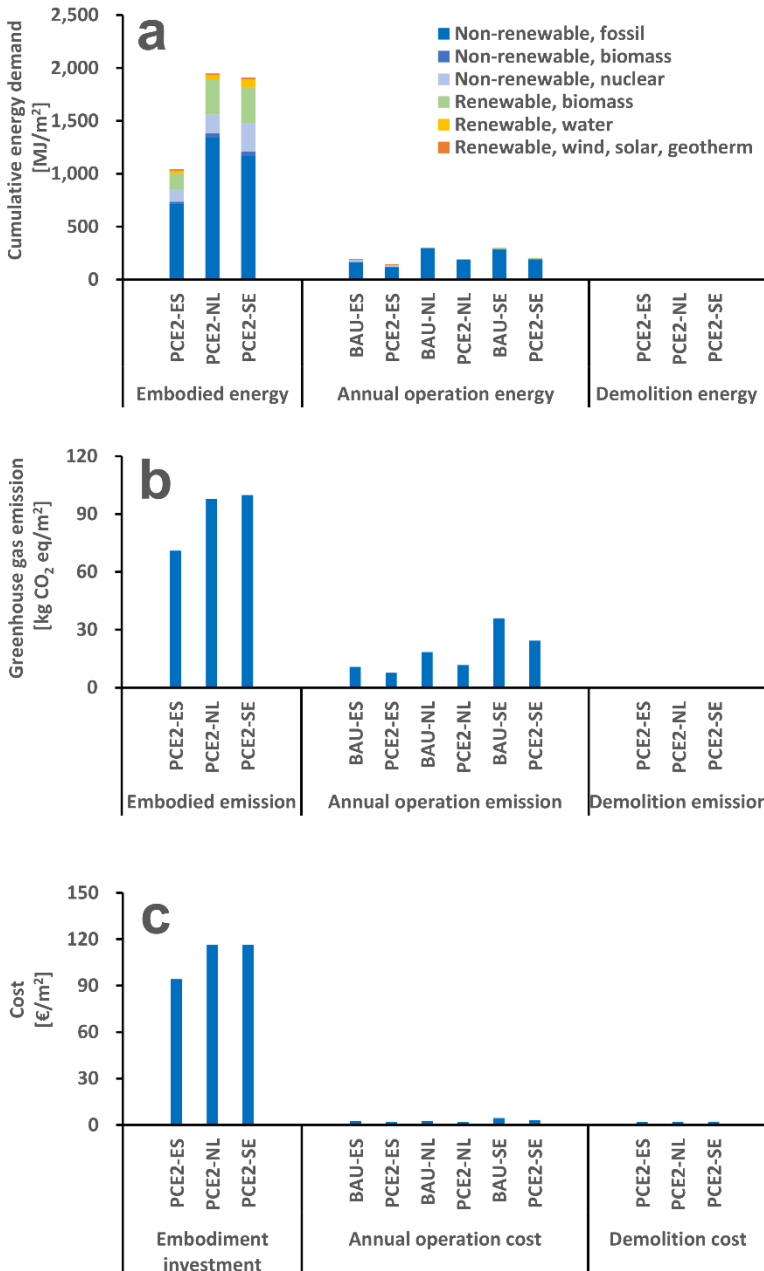 a
Cumulative energy demand
[MJ/m²]
2,500
2,000
1,500
1,000
500
0
Non-renewable, fossil
Non-renewable, biomass
Non-renewable, nuclear
Renewable, biomass
Renewable, water
Renewable, wind, solar, geotherm
PCE2-ES
PCE2-NL
PCE2-SE
BAU-ES
PCE2-ES
BAU-NL
PCE2-NL
BAU-SE
PCE2-SE
PCE2-ES
PCE2-NL
PCE2-SE
Embodied energy
Annual operation energy
Demolition energy
b
Greenhouse gas emission
[kg CO₂ eq/m²]
120
90
60
30
0
PCE2-ES
PCE2-NL
PCE2-SE
BAU-ES
PCE2-ES
BAU-NL
PCE2-NL
BAU-SE
PCE2-SE
PCE2-ES
PCE2-NL
PCE2-SE
Embodied emission
Annual operation emission
Demolition emission
c
Cost
[€/m²]
150
120
90
60
30
0
PCE2-ES
PCE2-NL
PCE2-SE
BAU-ES
PCE2-ES
BAU-NL
PCE2-NL
BAU-SE
PCE2-SE
PCE2-ES
PCE2-NL
PCE2-SE
Embodiment
investment
Annual operation cost
Demolition cost